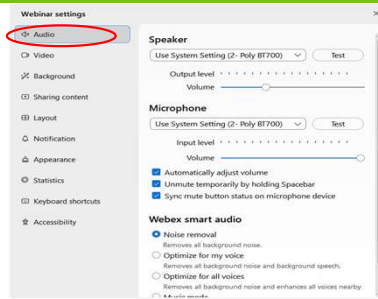 Webinar settings
Audio
Video
Background
Sharing content
Layout
Notification
Appearance
Statistics
Keyboard shortcuts
Accessibility
Speaker
Use System Setting (2- Poly BT700)
Test
Output level
Volume
Microphone
Use System Setting (2- Poly BT700)
Test
Input level
Volume
Automatically adjust volume
Unmute temporarily by holding Spacebar
Sync mute button status on microphone device
Webex smart audio
Noise removal
Removes all background noise.
Optimize for my voice
Removes all background noise and background speech.
Optimize for all voices
Removes all background noise and enhances all voices nearby
Music mode